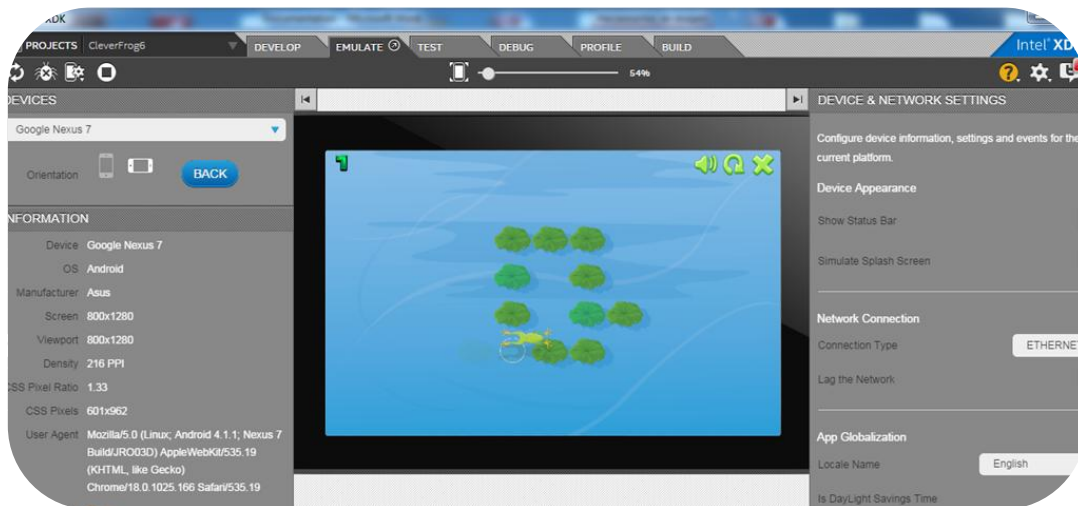 XDK
PROJECTS CleverFrog6 DEVELOP EMULATE TEST DEBUG PROFILE BUILD Intel® XD
54%
DEVICES
Google Nexus 7
Orientation BACK
INFORMATION
Device Google Nexus 7
OS Android
Manufacturer Asus
Screen 800x1280
Viewport 800x1280
Density 216 PPI
CSS Pixel Ratio 1.33
CSS Pixels 601x962
User Agent Mozilla/5.0 (Linux; Android 4.1.1; Nexus 7
Build/JRO03D) AppleWebKit/535.19
(KHTML, like Gecko)
Chrome/18.0.1025.166 Safari/535.19
DEVICE & NETWORK SETTINGS
Configure device information, settings and events for the
current platform.
Device Appearance
Show Status Bar
Simulate Splash Screen
Network Connection
Connection Type ETHERNE
Lag the Network
App Globalization
Locale Name English
Is DayLight Savings Time